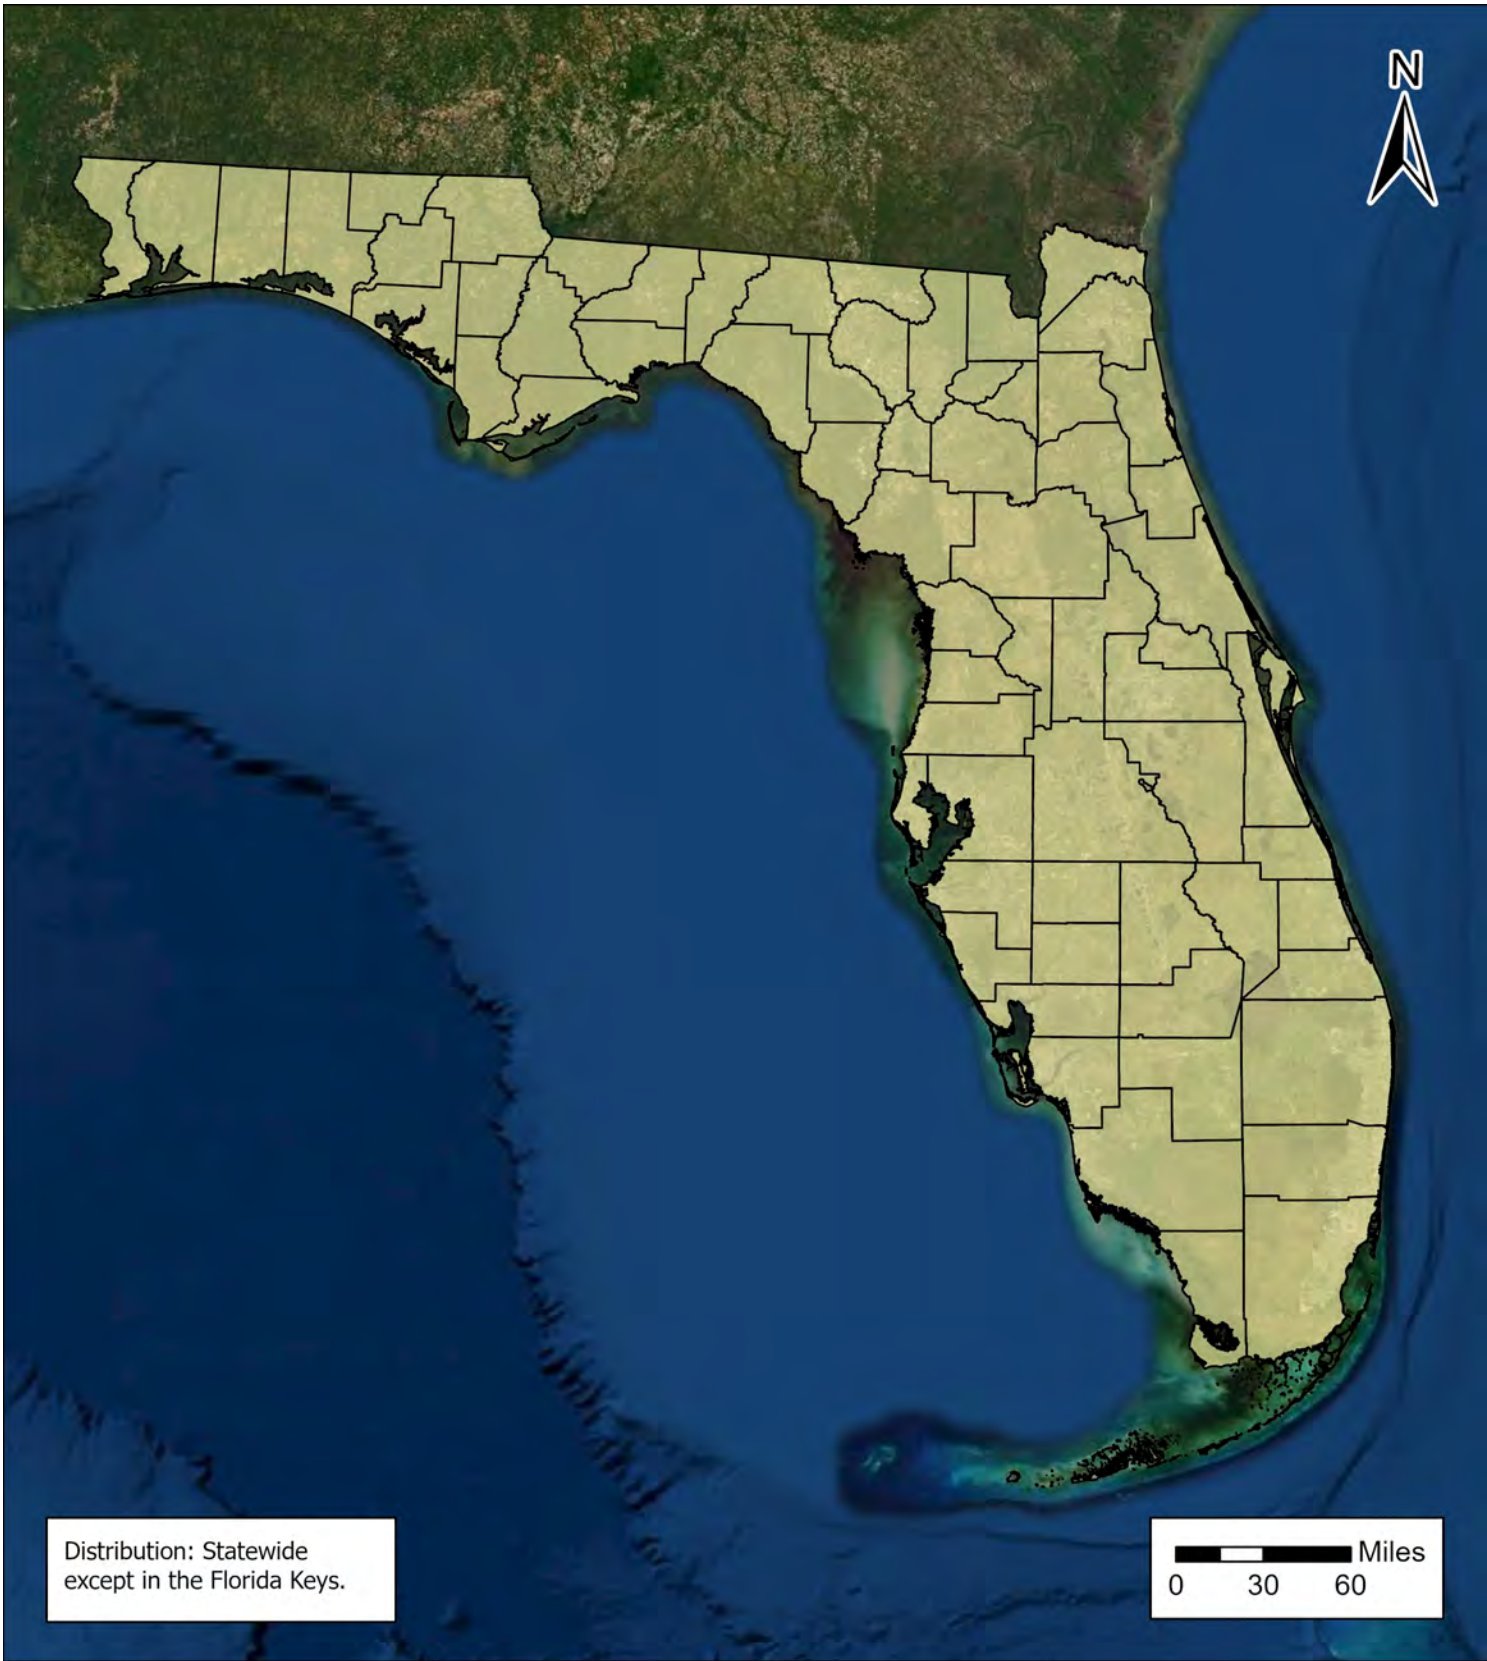 N
Distribution: Statewide
except in the Florida Keys.
Miles
0 30 60